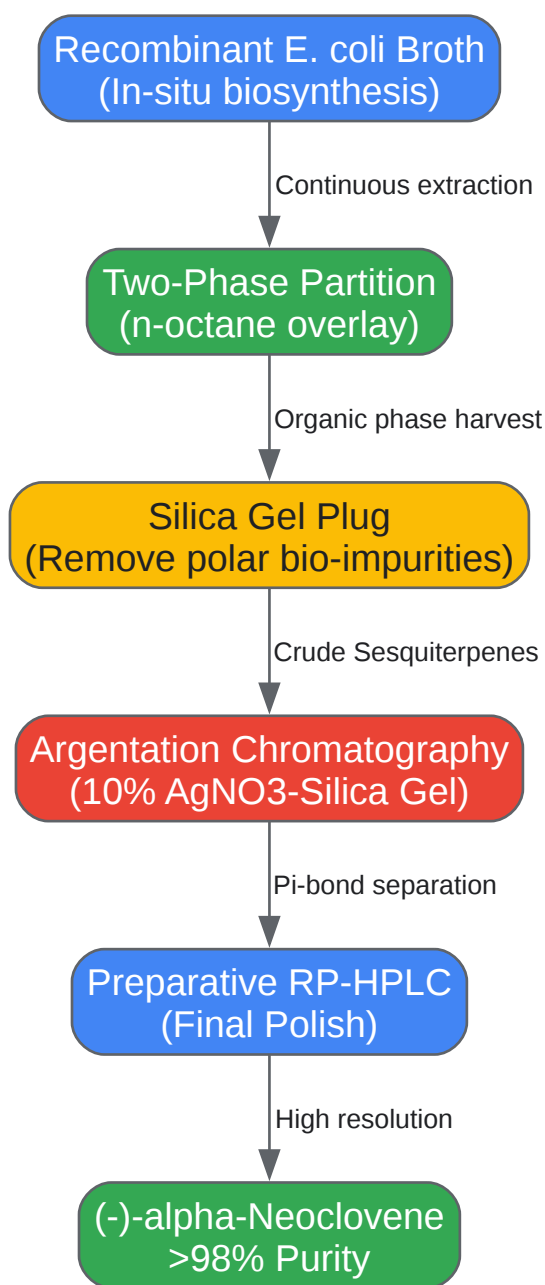 Recombinant E. coli Broth
(In-situ biosynthesis)
Continuous extraction
Two-Phase Partition
(n-octane overlay)
Organic phase harvest
Silica Gel Plug
(Remove polar bio-impurities)
Crude Sesquiterpenes
Argentation Chromatography
(10% AgNO3-Silica Gel)
Pi-bond separation
Preparative RP-HPLC
(Final Polish)
High resolution
(-)-alpha-Neoclovene
>98% Purity